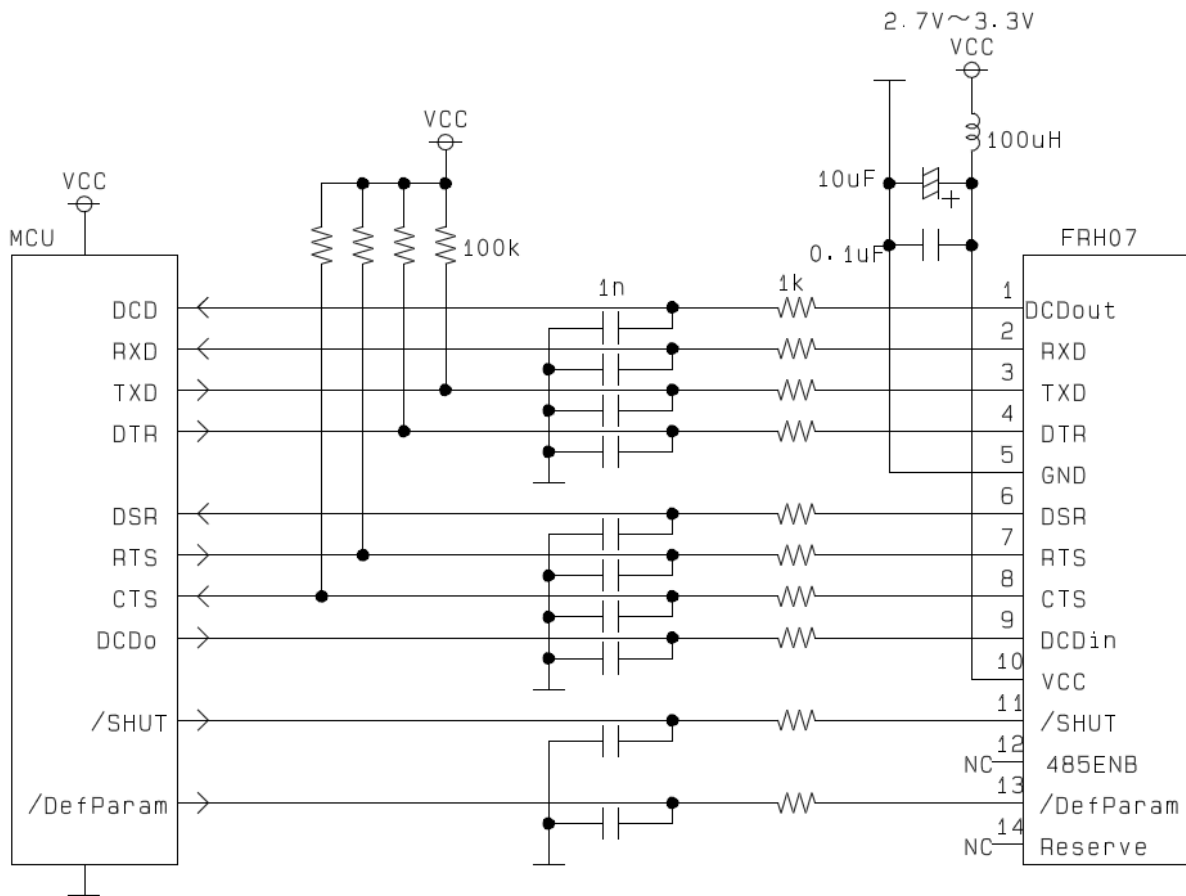 2.7V～3.3V
VCC
VCC
100uH
VCC
10uF
MCU
100k
0.1uF
FRH07
1n
1k
DCD
1
DCDout
RXD
2
RXD
TXD
3
TXD
DTR
4
DTR
5
GND
DSR
6
DSR
RTS
7
RTS
CTS
8
CTS
DCDo
9
DCDin
10
VCC
/SHUT
11
/SHUT
NC
12
485ENB
/DefParam
13
/DefParam
NC
14
Reserve